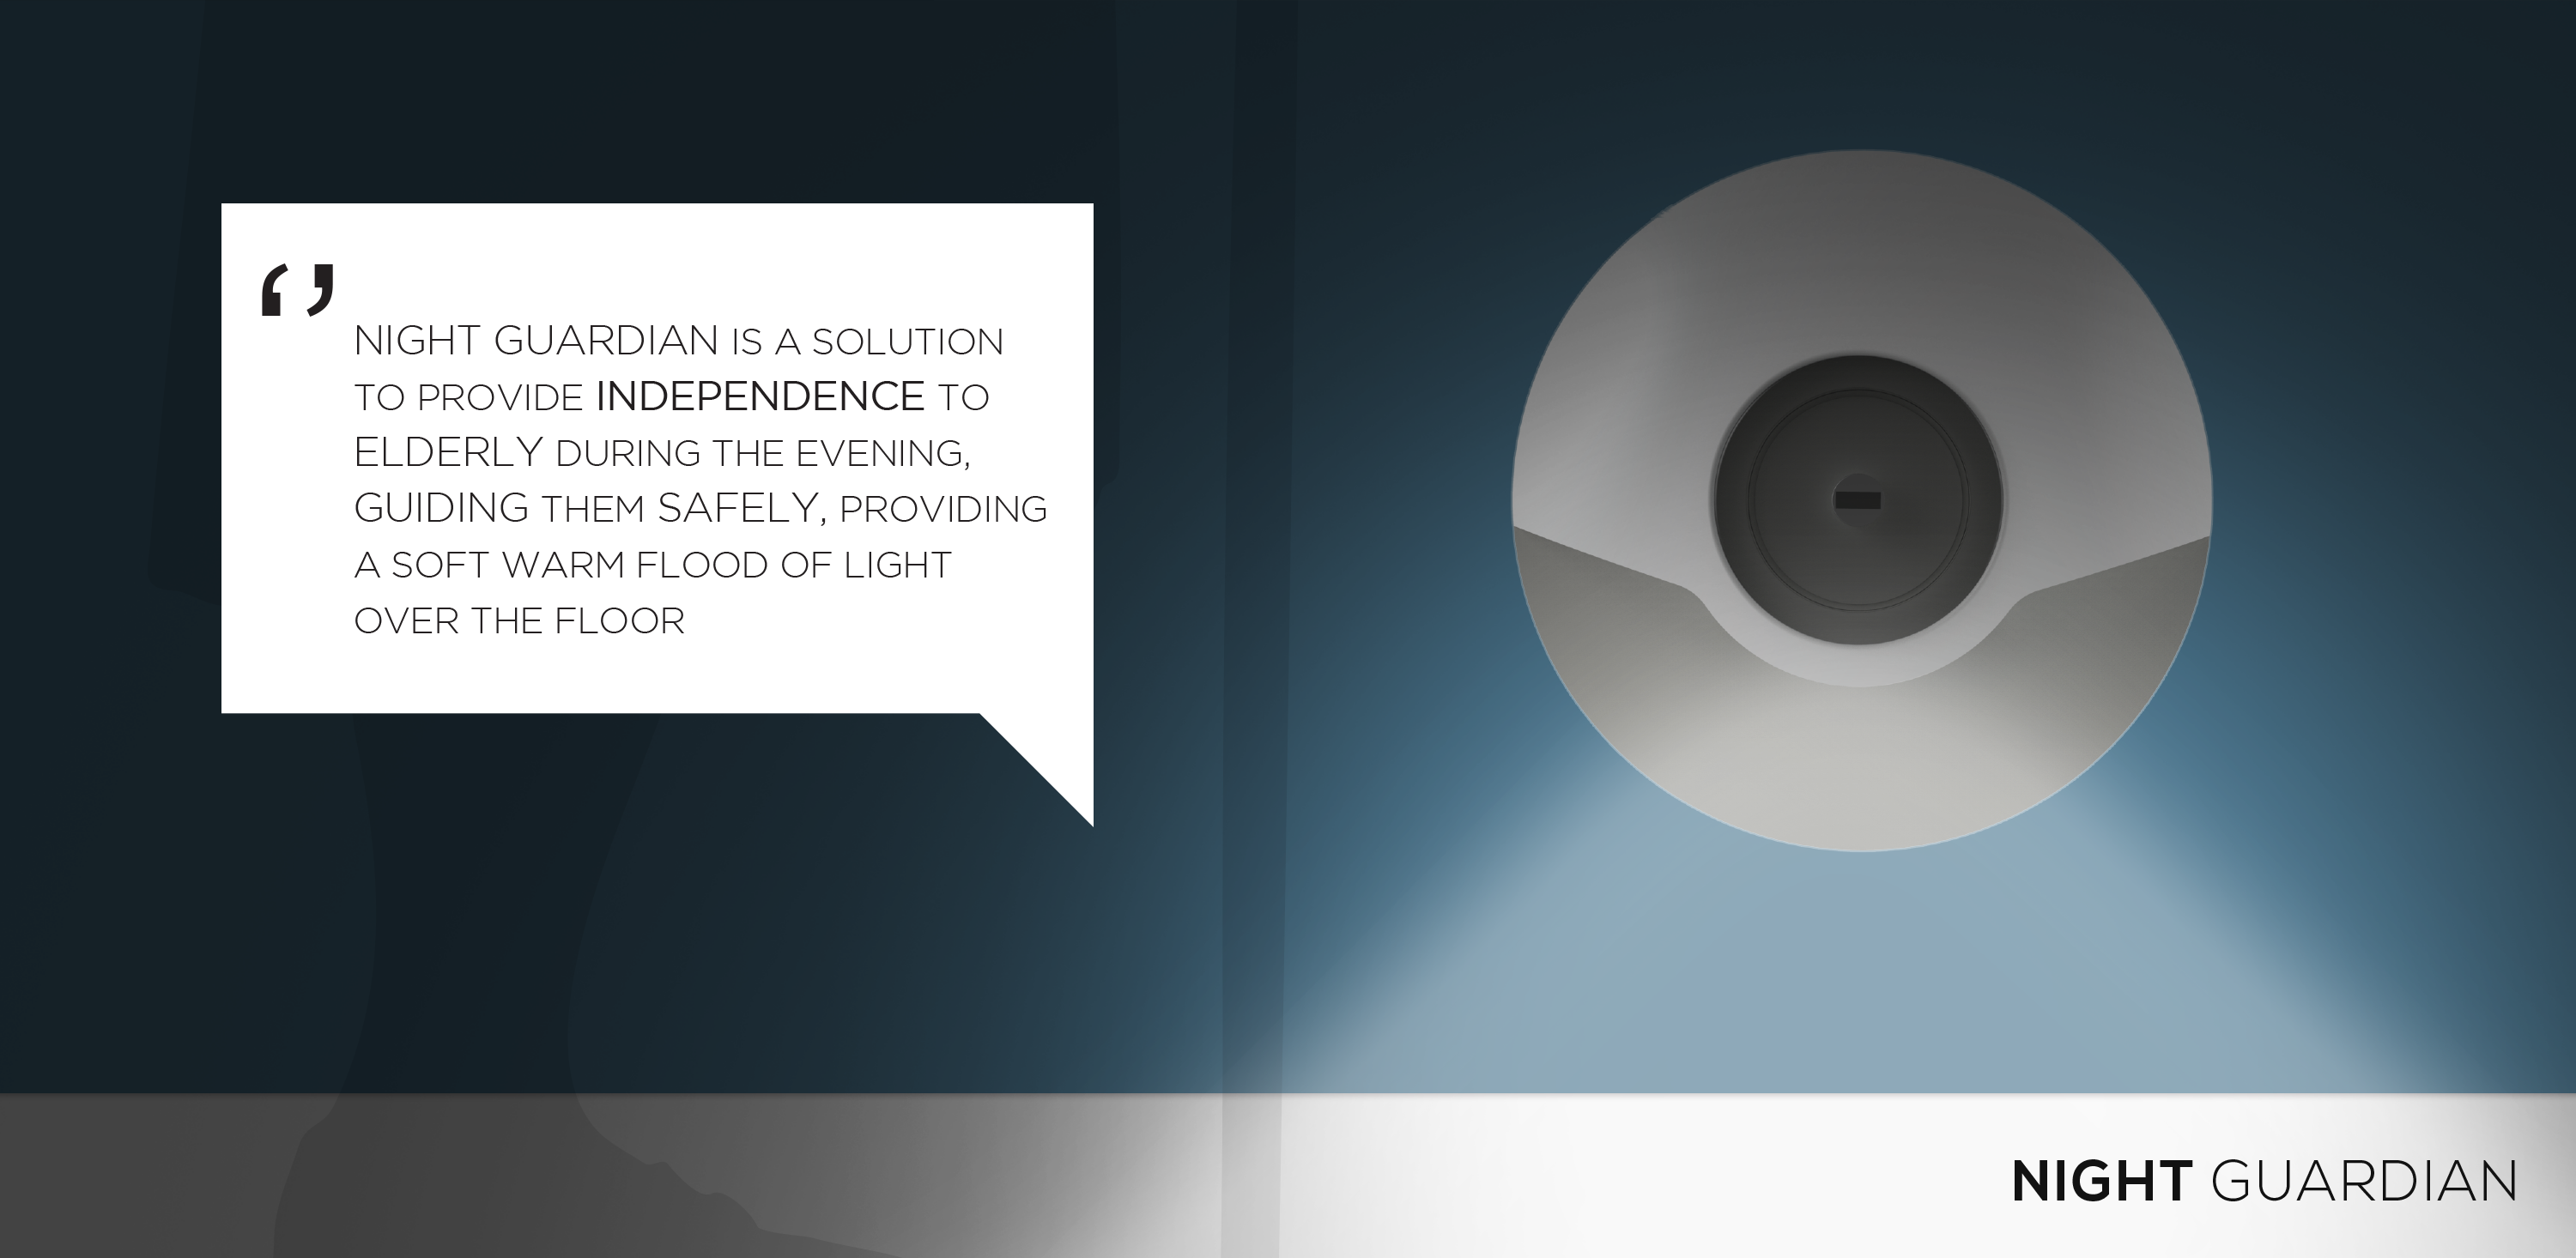 ‘ ’
NIGHT GUARDIAN IS A SOLUTION
TO PROVIDE INDEPENDENCE TO
ELDERLY DURING THE EVENING,
GUIDING THEM SAFELY, PROVIDING
A SOFT WARM FLOOD OF LIGHT
OVER THE FLOOR
NIGHT GUARDIAN